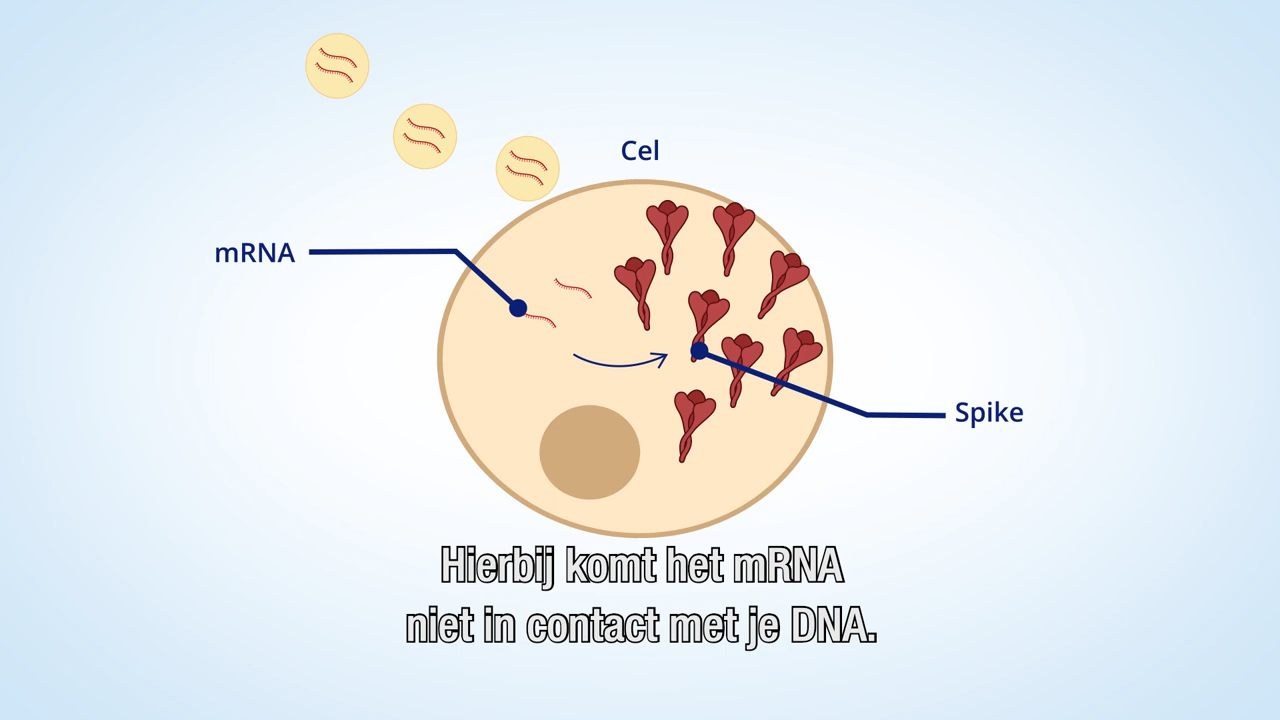 Cel
mRNA
Spike
Hierbij komt het mRNA
niet in contact met je DNA.